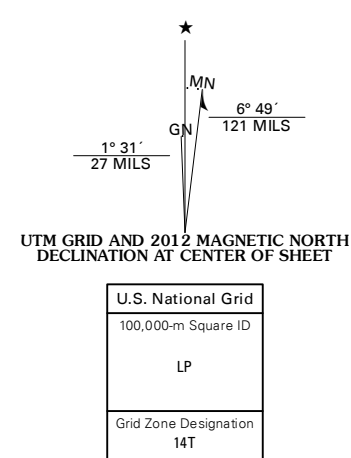 ★
MN
GN
6° 49´
121 MILS
1° 31´
27 MILS
UTM GRID AND 2012 MAGNETIC NORTH
DECLINATION AT CENTER OF SHEET
U.S. National Grid
100,000-m Square ID
LP
Grid Zone Designation
14T